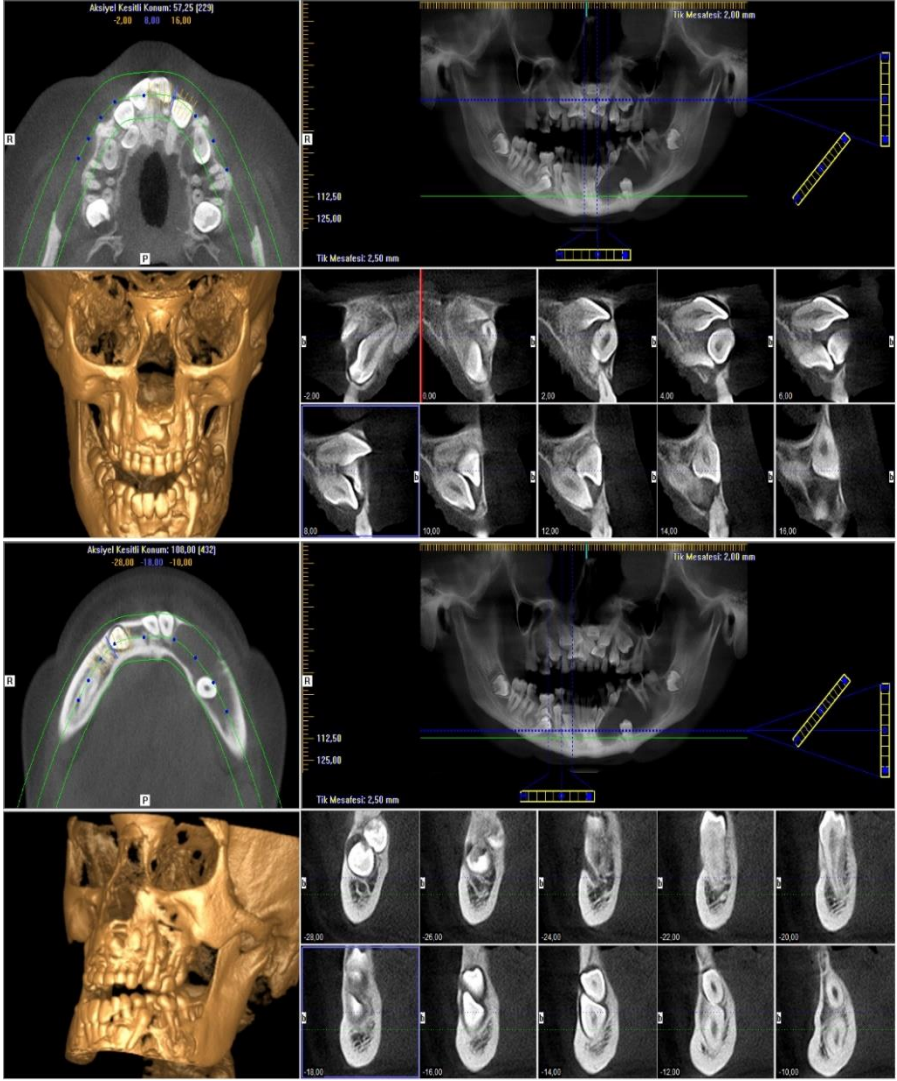 Aksiyel Kesitli Konum: 57,25 (229)
-2,00 8,00 16,00
R
P
Tik Mesafesi: 2,00 mm
R
112,50
125,00
Tik Mesafesi: 2,50 mm
b b b b b
-2,00 0,00 2,00 4,00 6,00
b b b b b
8,00 10,00 12,00 14,00 16,00
Aksiyel Kesitli Konum: 108,00 (432)
-28,00 -18,00 -10,00
R
P
Tik Mesafesi: 2,00 mm
R
112,50
125,00
Tik Mesafesi: 2,50 mm
b b b b b
-28,00 -26,00 -24,00 -22,00 -20,00
b b b b b
-18,00 -16,00 -14,00 -12,00 -10,00